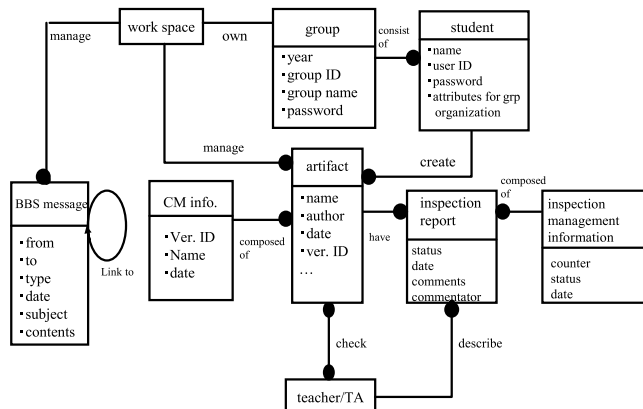 manage
work space
own
group
▪ year
▪ group ID
▪ group name
▪ password
consist
of
student
▪ name
▪ user ID
▪ password
▪ attributes for grp
organization
manage
create
BBS message
▪ from
▪ to
▪ type
▪ date
▪ subject
▪ contents
Link to
CM info.
▪ Ver. ID
▪ Name
▪ date
composed
of
artifact
▪ name
▪ author
▪ date
▪ ver. ID
…
have
inspection
report
status
date
comments
commentator
composed
of
inspection
management
information
counter
status
date
check
describe
teacher/TA